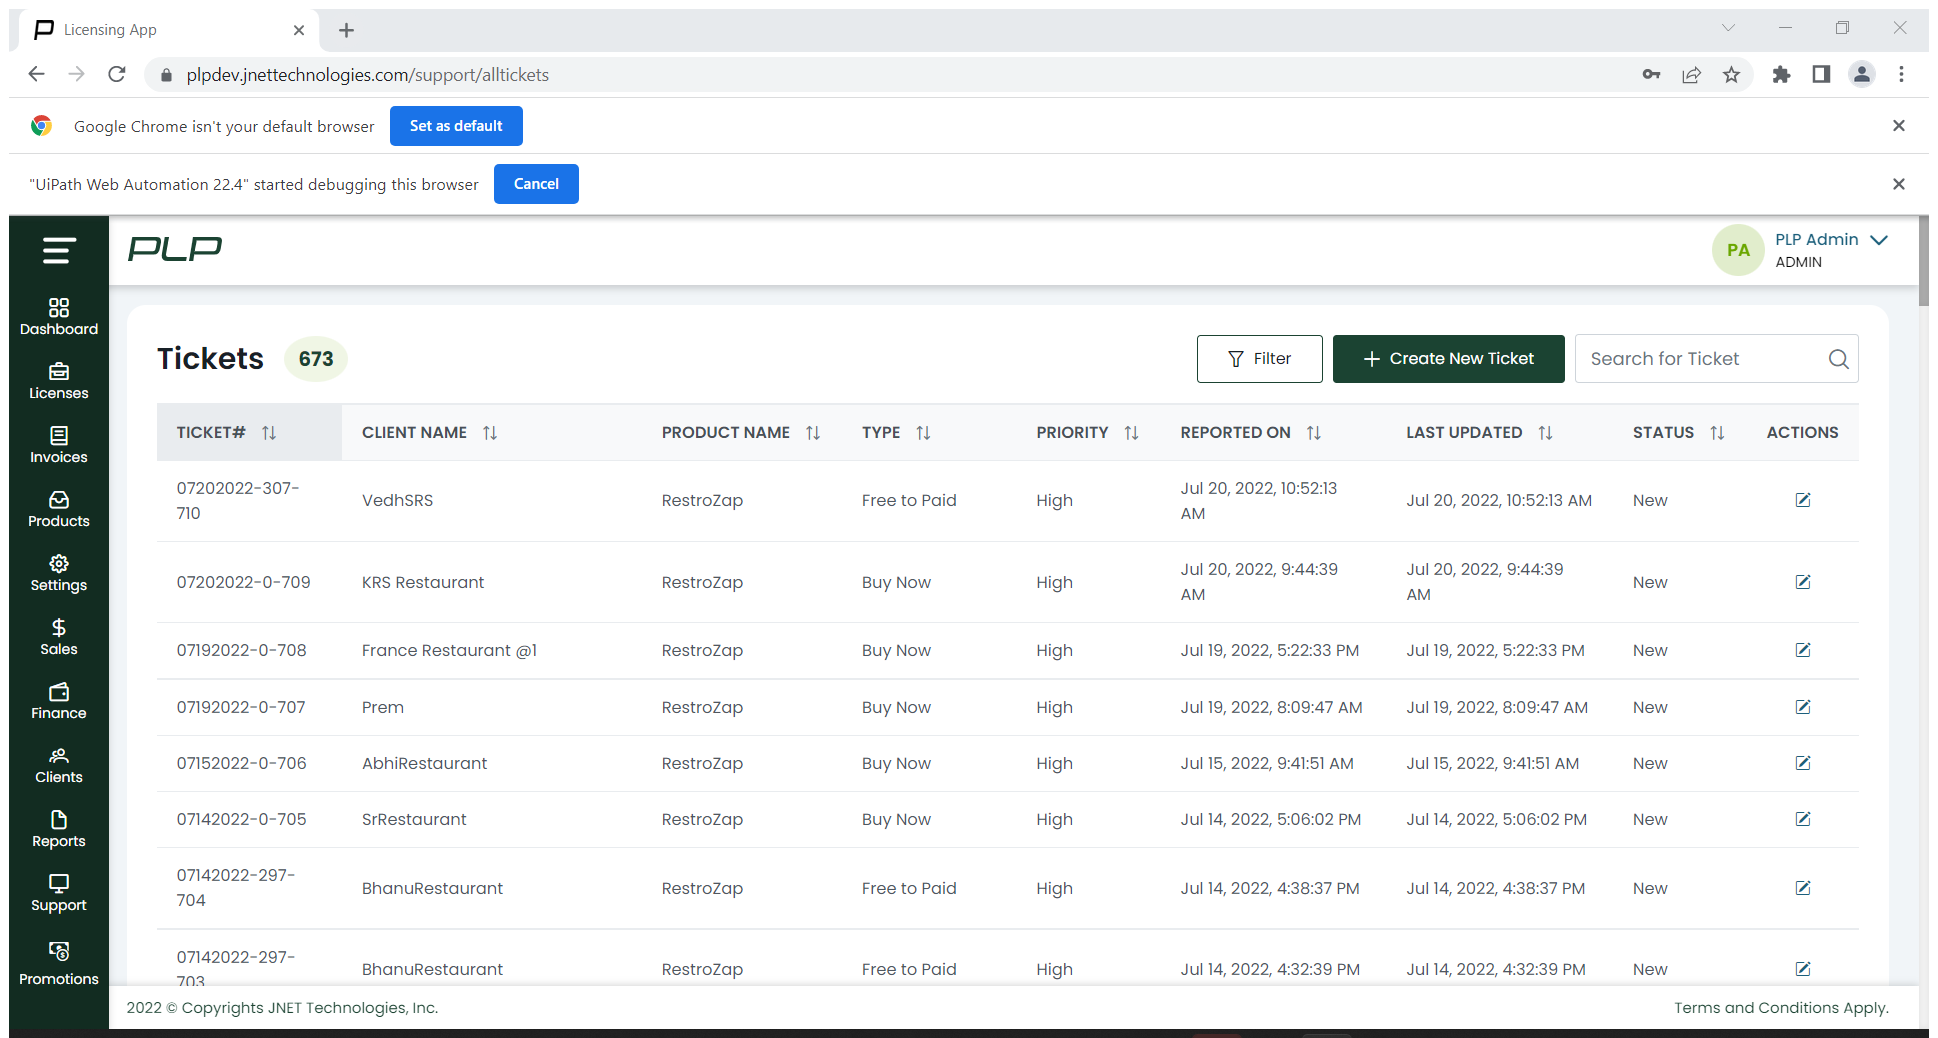 Licensing App
plpdev.jnettechnologies.com/support/alltickets
Google Chrome isn't your default browser Set as default
"UiPath Web Automation 22.4" started debugging this browser Cancel
PLP
PA
PLP Admin
ADMIN
Dashboard
Licenses
Invoices
Products
Settings
Sales
Finance
Clients
Reports
Support
Promotions
Tickets 673
Filter
Create New Ticket
Search for Ticket
TICKET# CLIENT NAME PRODUCT NAME TYPE PRIORITY REPORTED ON LAST UPDATED STATUS ACTIONS
07202022-307-
710
VedhSRS RestroZap Free to Paid High
Jul 20, 2022, 10:52:13
AM
Jul 20, 2022, 10:52:13 AM New
07202022-0-709 KRS Restaurant RestroZap Buy Now High
Jul 20, 2022, 9:44:39
AM
Jul 20, 2022, 9:44:39
AM
New
07192022-0-708 France Restaurant @1 RestroZap Buy Now High Jul 19, 2022, 5:22:33 PM Jul 19, 2022, 5:22:33 PM New
07192022-0-707 Prem RestroZap Buy Now High Jul 19, 2022, 8:09:47 AM Jul 19, 2022, 8:09:47 AM New
07152022-0-706 AbhiRestaurant RestroZap Buy Now High Jul 15, 2022, 9:41:51 AM Jul 15, 2022, 9:41:51 AM New
07142022-0-705 SrRestaurant RestroZap Buy Now High Jul 14, 2022, 5:06:02 PM Jul 14, 2022, 5:06:02 PM New
07142022-297-
704
BhanuRestaurant RestroZap Free to Paid High Jul 14, 2022, 4:38:37 PM Jul 14, 2022, 4:38:37 PM New
07142022-297-
703
BhanuRestaurant RestroZap Free to Paid High Jul 14, 2022, 4:32:39 PM Jul 14, 2022, 4:32:39 PM New
2022 © Copyrights JNET Technologies, Inc.
Terms and Conditions Apply.